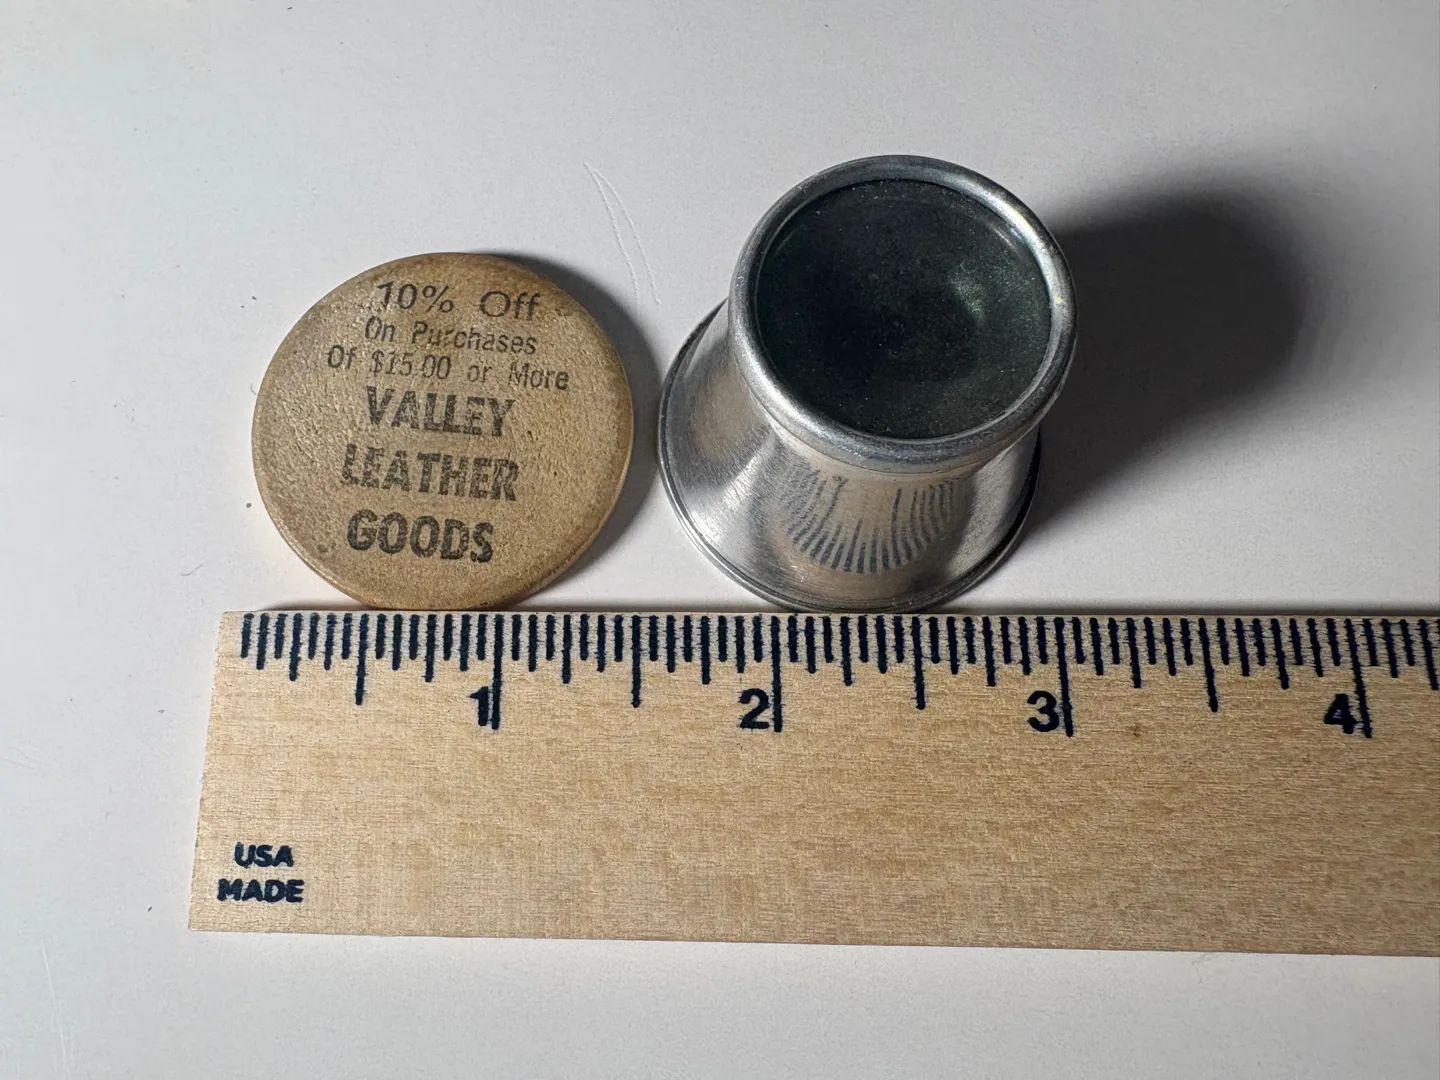 10% Off
On Purchases
Of $15.00 or More
VALLEY
LEATHER
GOODS
1 2 3 4
USA
MADE